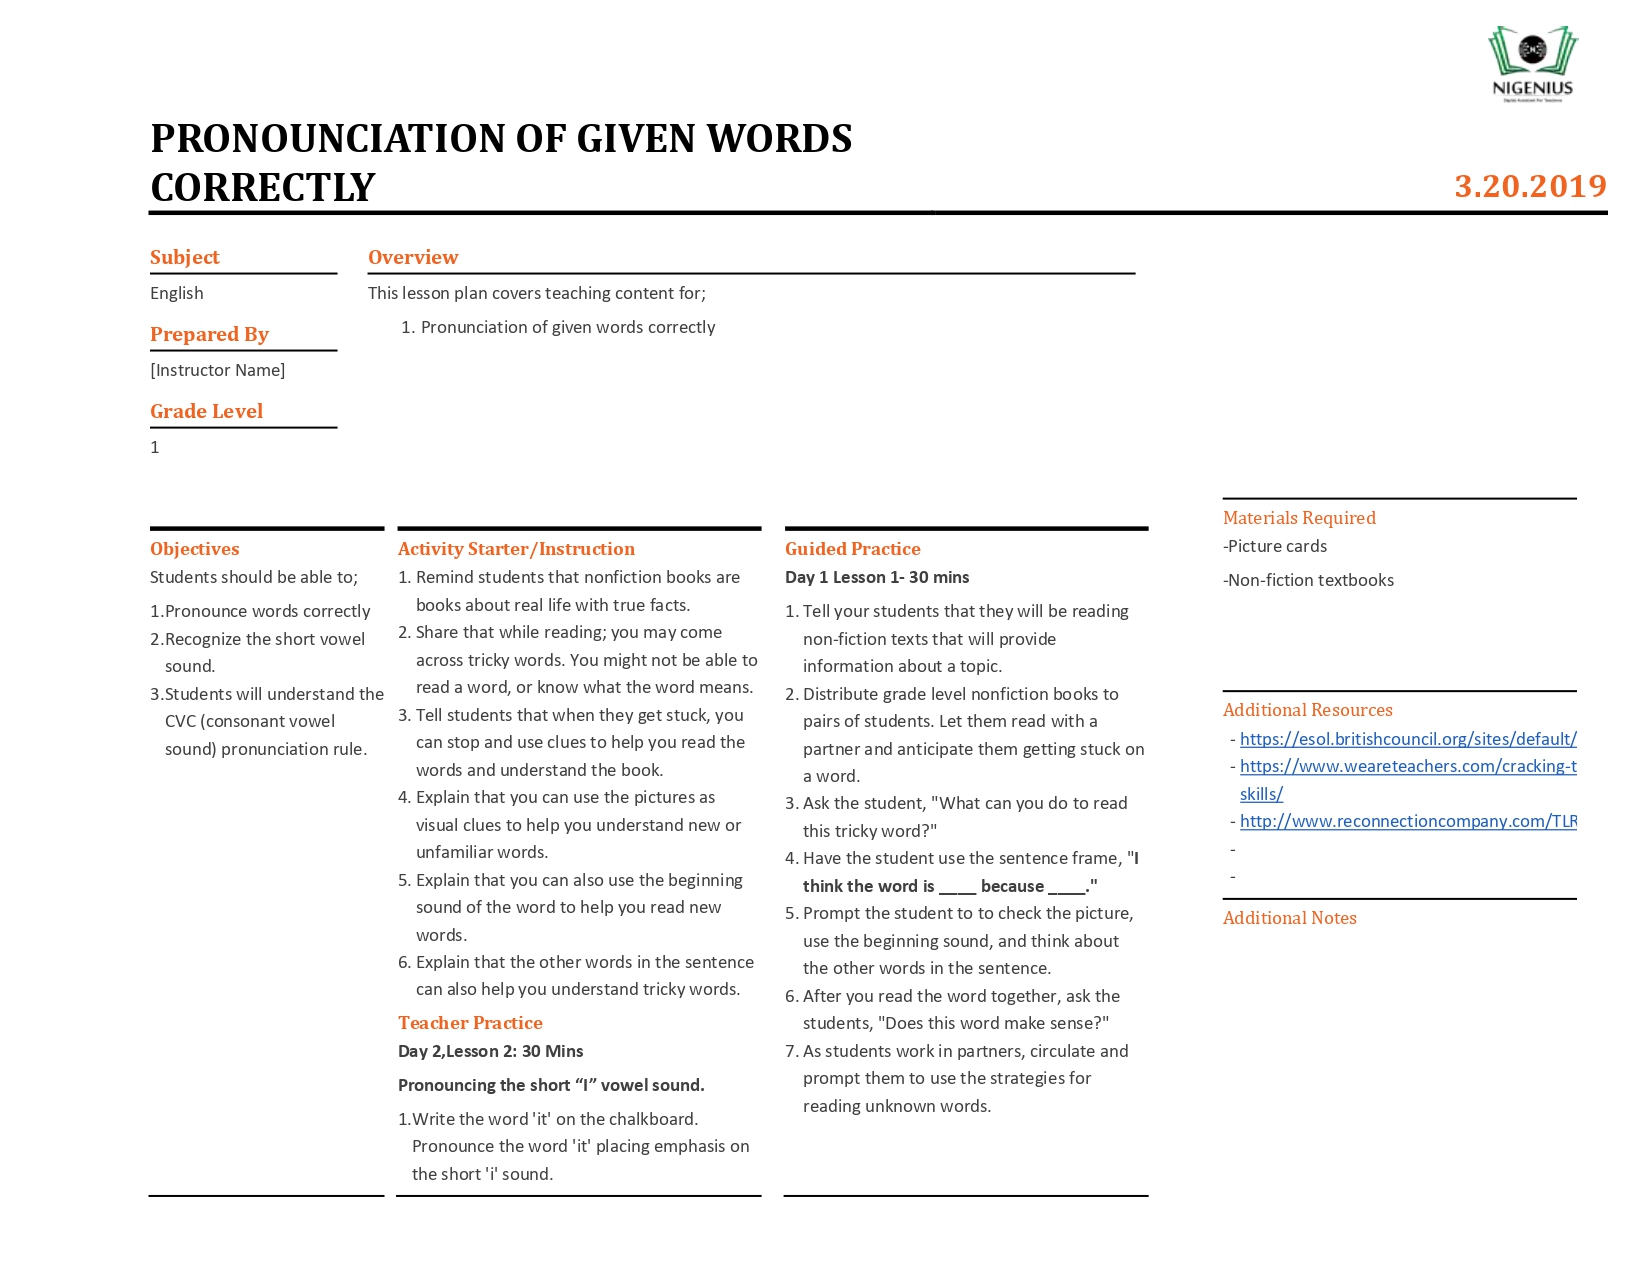 NIGENIUS
Digital Assistant For Teachers
PRONOUNCIATION OF GIVEN WORDS
CORRECTLY
3.20.2019
Subject
English
Prepared By
[Instructor Name]
Grade Level
1
Overview
This lesson plan covers teaching content for;
1. Pronunciation of given words correctly
Objectives
Students should be able to;
1.Pronounce words correctly
2.Recognize the short vowel
sound.
3.Students will understand the
CVC (consonant vowel
sound) pronunciation rule.
Activity Starter/Instruction
1. Remind students that nonfiction books are
books about real life with true facts.
2. Share that while reading; you may come
across tricky words. You might not be able to
read a word, or know what the word means.
3. Tell students that when they get stuck, you
can stop and use clues to help you read the
words and understand the book.
4. Explain that you can use the pictures as
visual clues to help you understand new or
unfamiliar words.
5. Explain that you can also use the beginning
sound of the word to help you read new
words.
6. Explain that the other words in the sentence
can also help you understand tricky words.
Teacher Practice
Day 2,Lesson 2: 30 Mins
Pronouncing the short “I” vowel sound.
1.Write the word 'it' on the chalkboard.
Pronounce the word 'it' placing emphasis on
the short 'i' sound.
Guided Practice
Day 1 Lesson 1- 30 mins
1. Tell your students that they will be reading
non-fiction texts that will provide
information about a topic.
2. Distribute grade level nonfiction books to
pairs of students. Let them read with a
partner and anticipate them getting stuck on
a word.
3. Ask the student, "What can you do to read
this tricky word?"
4. Have the student use the sentence frame, "I
think the word is ____ because ____."
5. Prompt the student to to check the picture,
use the beginning sound, and think about
the other words in the sentence.
6. After you read the word together, ask the
students, "Does this word make sense?"
7. As students work in partners, circulate and
prompt them to use the strategies for
reading unknown words.
Materials Required
-Picture cards
-Non-fiction textbooks
Additional Resources
- https://esol.britishcouncil.org/sites/default/
- https://www.weareteachers.com/cracking-t
skills/
- http://www.reconnectioncompany.com/TLR
-
-
Additional Notes